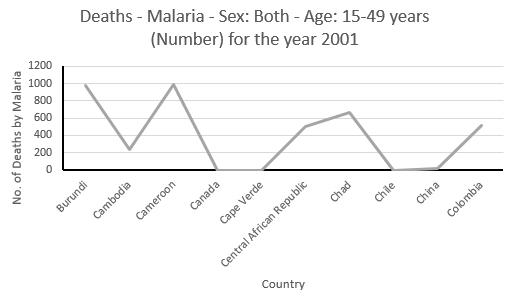 Deaths - Malaria - Sex: Both - Age: 15-49 years
(Number) for the year 2001
No. of Deaths by Malaria
1200
1000
800
600
400
200
0
Burundi
Cambodia
Cameroon
Canada
Cape Verde
Central African Republic
Chad
Chile
China
Colombia
Country